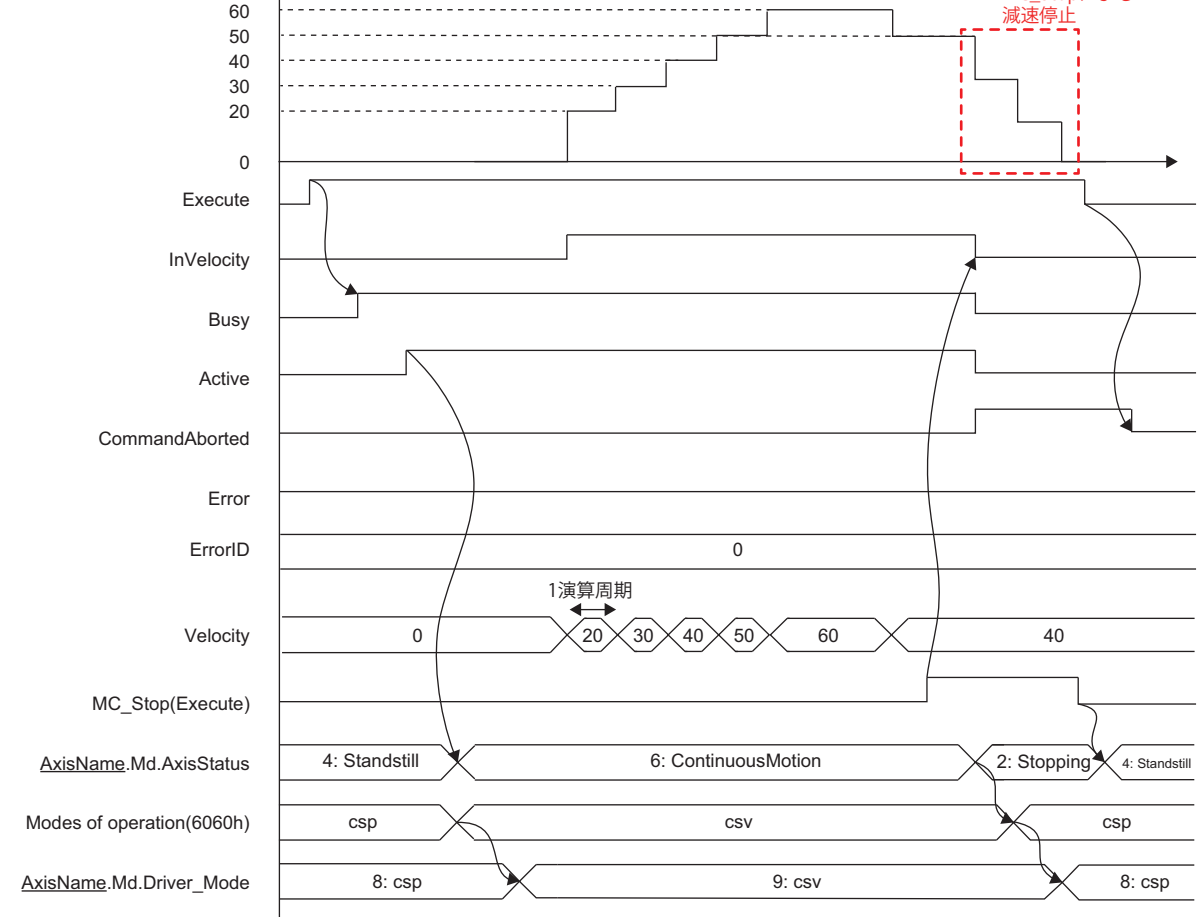 減速停止
60
50
40
30
20
0
Execute
InVelocity
Busy
Active
CommandAborted
Error
ErrorID 0
1演算周期
Velocity 0 20 30 40 50 60 40
MC_Stop(Execute)
AxisName.Md.AxisStatus 4: Standstill 6: ContinuousMotion 2: Stopping 4: Standstill
Modes of operation(6060h) csp csv csp
AxisName.Md.Driver_Mode 8: csp 9: csv 8: csp